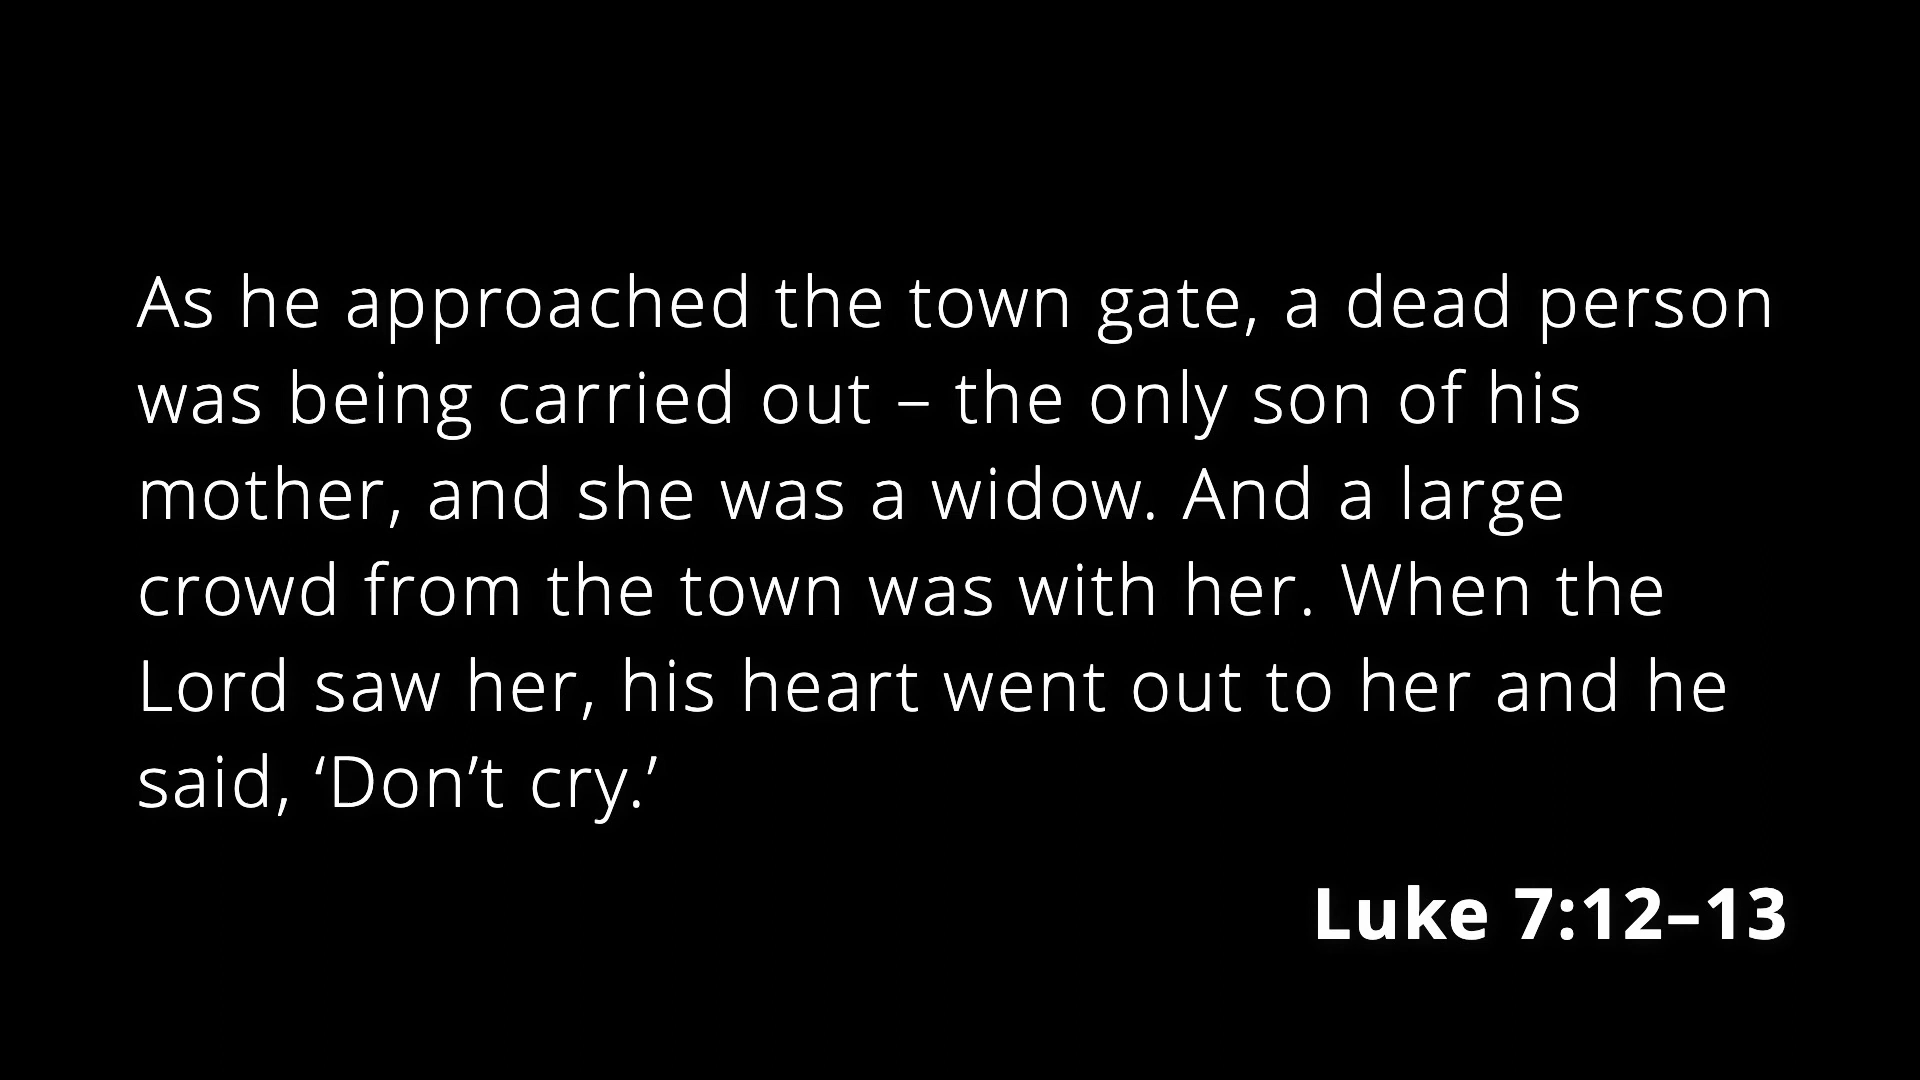 As he approached the town gate, a dead person
was being carried out – the only son of his
mother, and she was a widow. And a large
crowd from the town was with her. When the
Lord saw her, his heart went out to her and he
said, ‘Don’t cry.’
Luke 7:12–13